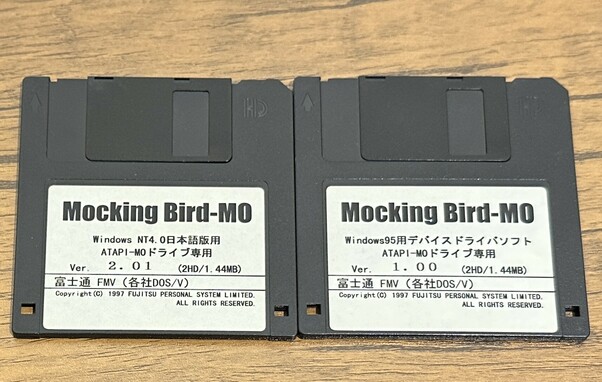 HD
Mocking Bird-MO
Windows NT4.0日本語版用
ATAPI-MOドライブ専用
Ver. 2.01 (2HD/1.44MB)
富士通 FMV (各社DOS/V)
Copyright(C) 1997 FUJITSU PERSONAL SYSTEM LIMITED.
ALL RIGHTS RESERVED.
HD
Mocking Bird-MO
Windows95用デバイスドライバソフト
ATAPI-MOドライブ専用
Ver. 1.00 (2HD/1.44MB)
富士通 FMV (各社DOS/V)
Copyright(C) 1997 FUJITSU PERSONAL SYSTEM LIMITED.
ALL RIGHTS RESERVED.